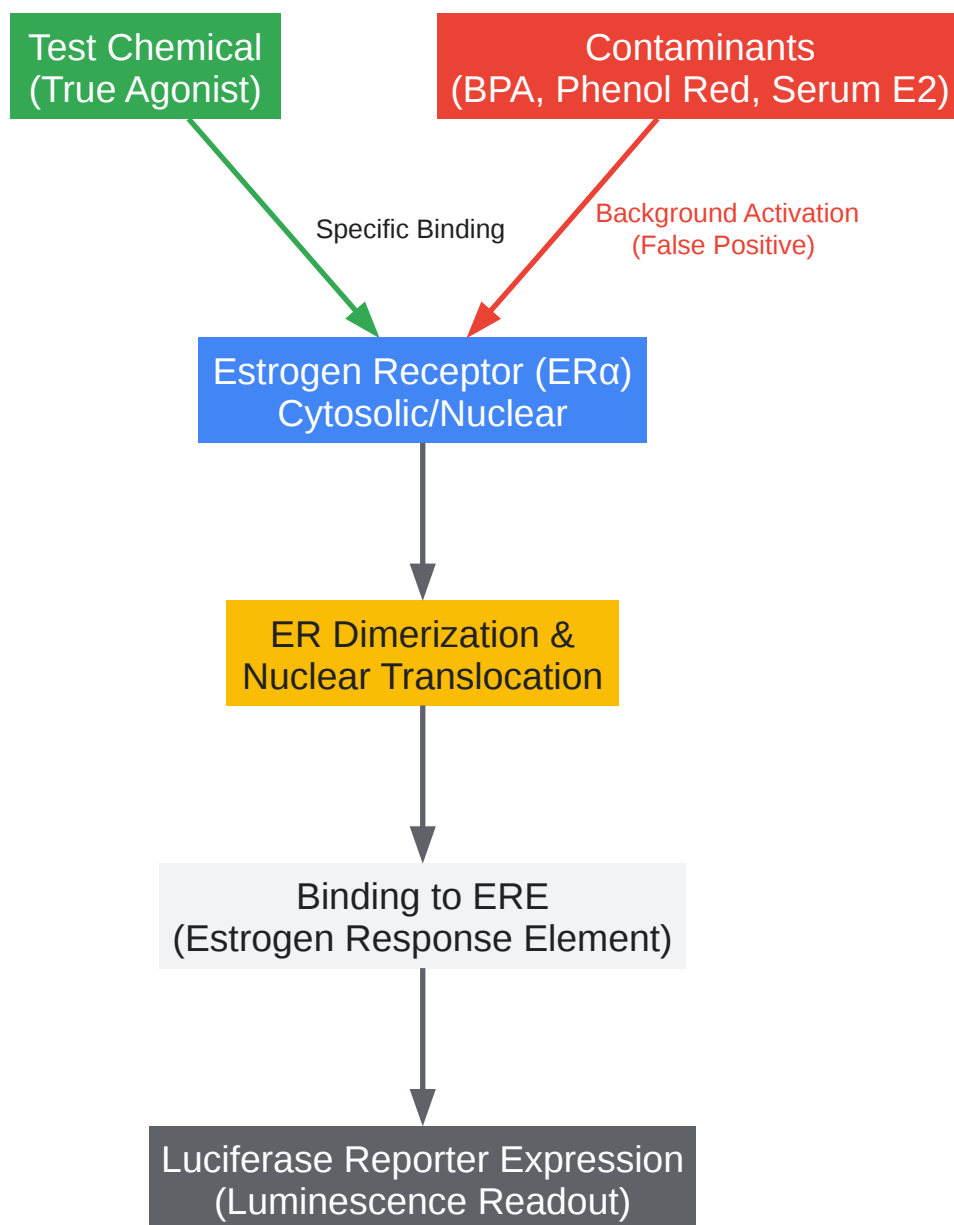 Test Chemical
(True Agonist)
Contaminants
(BPA, Phenol Red, Serum E2)
Specific Binding
Background Activation
(False Positive)
Estrogen Receptor (ERα)
Cytosolic/Nuclear
ER Dimerization &
Nuclear Translocation
Binding to ERE
(Estrogen Response Element)
Luciferase Reporter Expression
(Luminescence Readout)